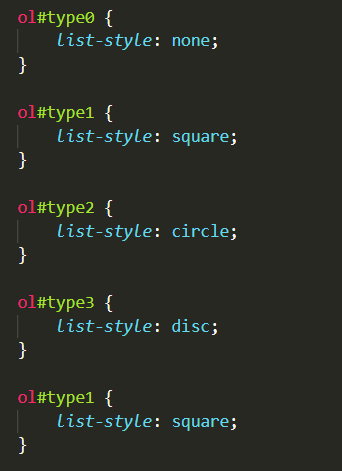 ol#type0 {
    list-style: none;
}

ol#type1 {
    list-style: square;
}

ol#type2 {
    list-style: circle;
}

ol#type3 {
    list-style: disc;
}

ol#type1 {
    list-style: square;
}